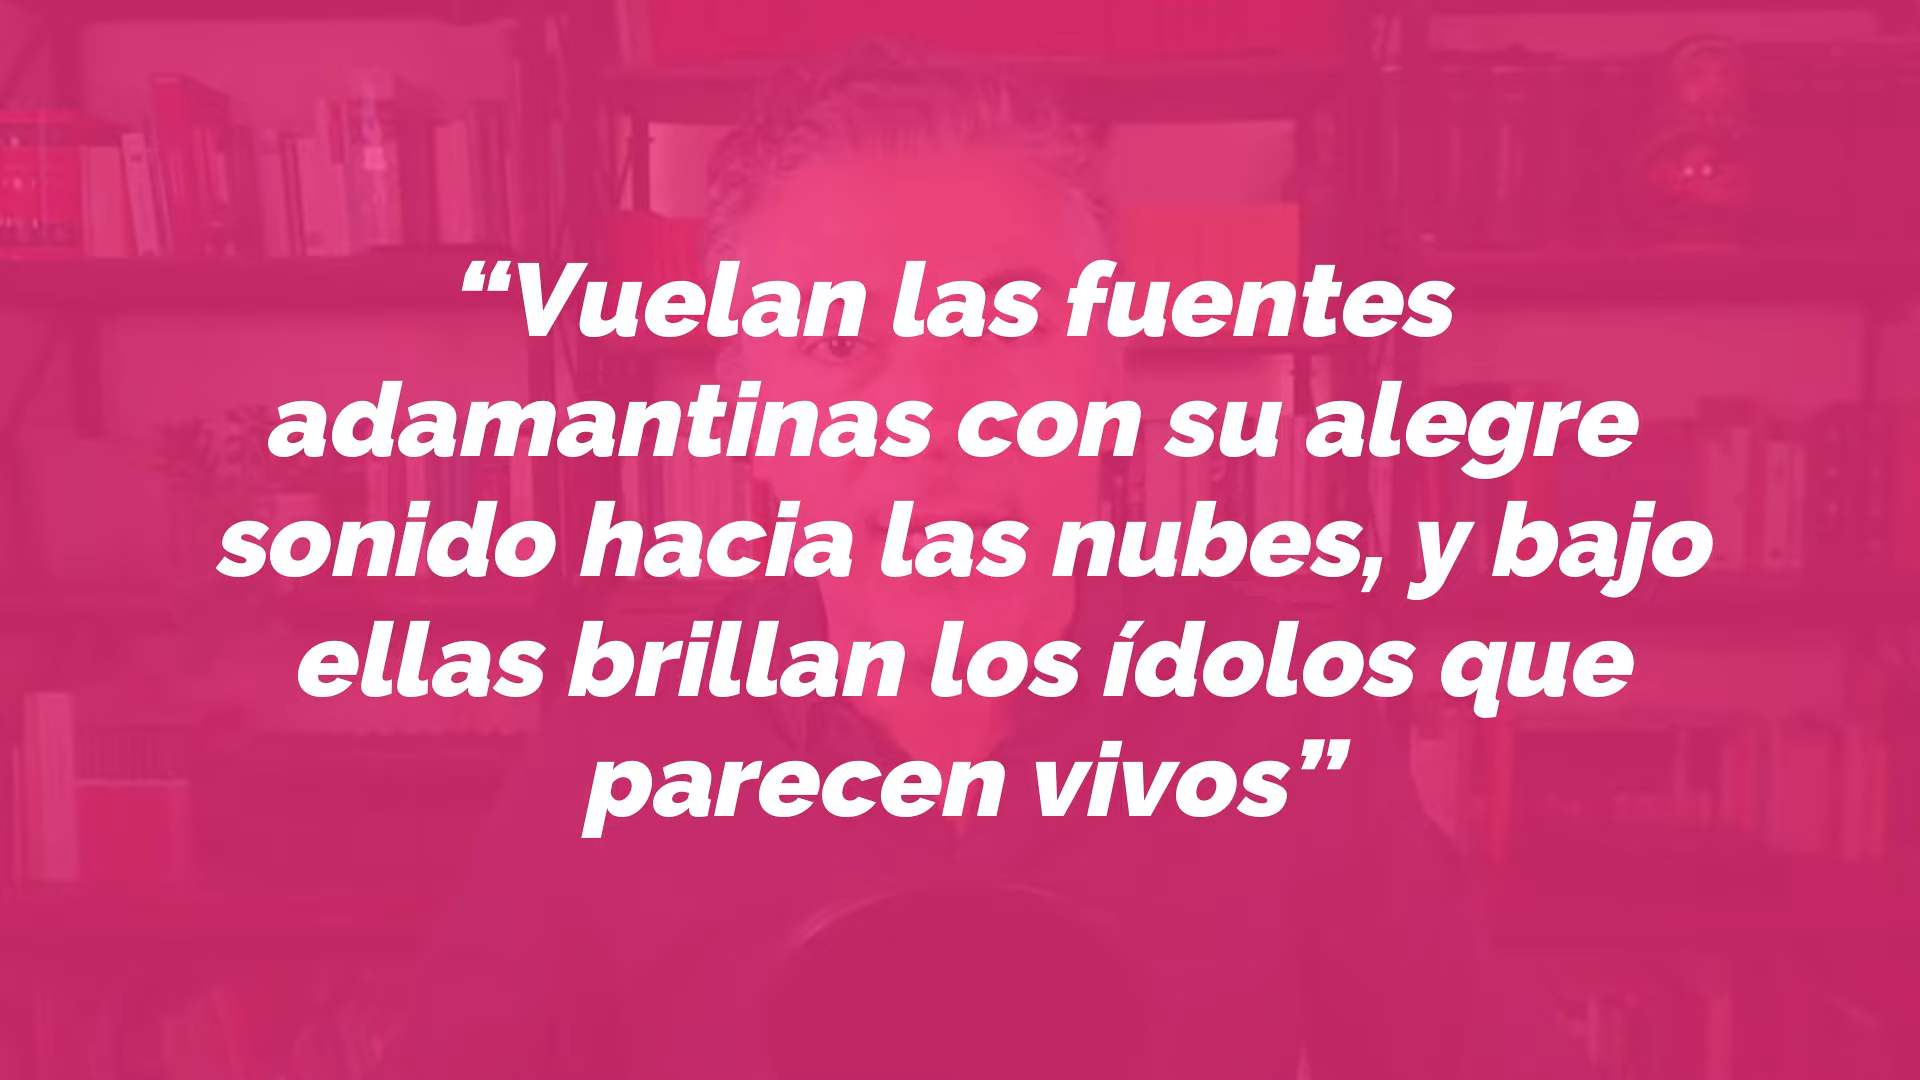 “Vuelan las fuentes
adamantinas con su alegre
sonido hacia las nubes, y bajo
ellas brillan los ídolos que
parecen vivos”